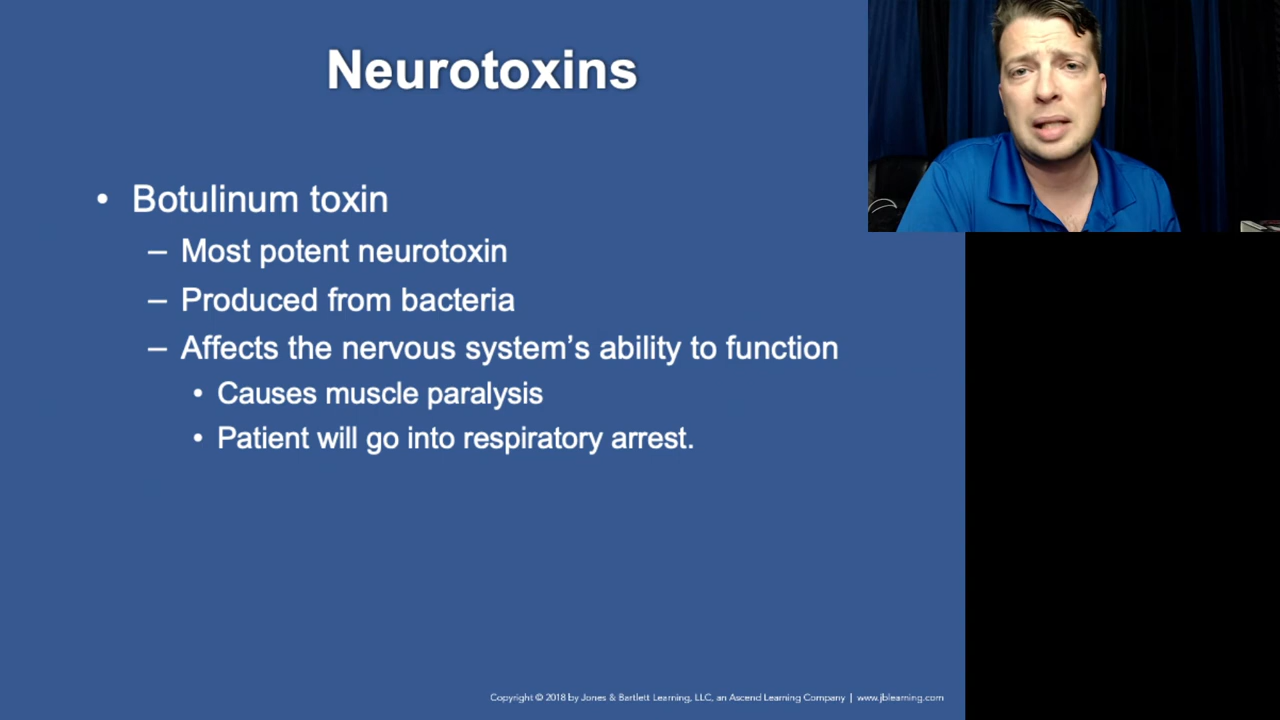 Neurotoxins
• Botulinum toxin
– Most potent neurotoxin
– Produced from bacteria
– Affects the nervous system’s ability to function
• Causes muscle paralysis
• Patient will go into respiratory arrest.
Copyright © 2018 by Jones & Bartlett Learning, LLC, an Ascend Learning Company | www.jblearning.com